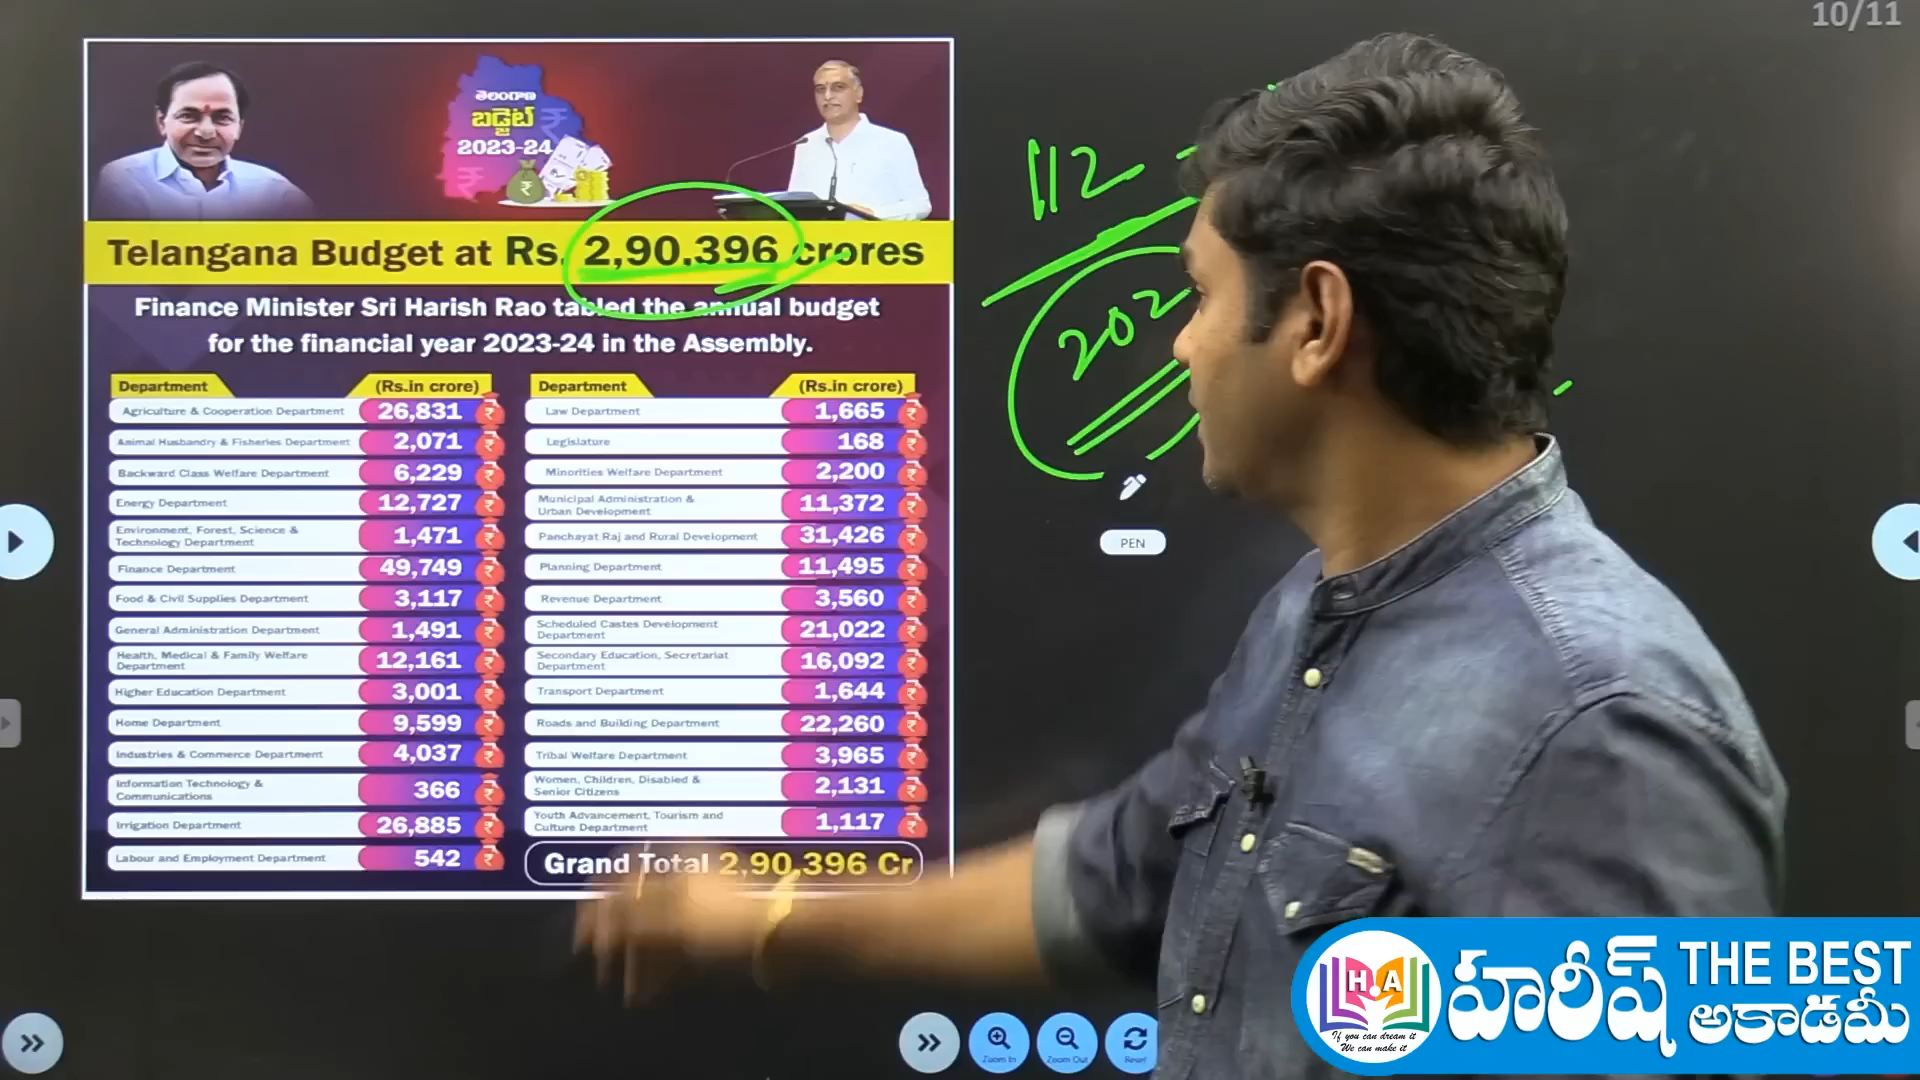 10/11
తెలంగాణ
బడ్జెట్
2023-24
Telangana Budget at Rs. 2,90,396 crores
Finance Minister Sri Harish Rao tabled the annual budget
for the financial year 2023-24 in the Assembly.
Department (Rs.in crore)
Agriculture & Cooperation Department 26,831
Animal Husbandry & Fisheries Department 2,071
Backward Class Welfare Department 6,229
Energy Department 12,727
Environment, Forest, Science &
Technology Department 1,471
Finance Department 49,749
Food & Civil Supplies Department 3,117
General Administration Department 1,491
Health, Medical & Family Welfare
Department 12,161
Higher Education Department 3,001
Home Department 9,599
Industries & Commerce Department 4,037
Information Technology &
Communications 366
Irrigation Department 26,885
Labour and Employment Department 542
Department (Rs.in crore)
Law Department 1,665
Legislature 168
Minorities Welfare Department 2,200
Municipal Administration &
Urban Development 11,372
Panchayat Raj and Rural Development 31,426
Planning Department 11,495
Revenue Department 3,560
Scheduled Castes Development
Department 21,022
Secondary Education, Secretariat
Department 16,092
Transport Department 1,644
Roads and Building Department 22,260
Tribal Welfare Department 3,965
Women, Children, Disabled &
Senior Citizens 2,131
Youth Advancement, Tourism and
Culture Department 1,117
Grand Total 2,90,396 Cr
112
202
PEN
Zoom In
Zoom Out
Reset
H.A
If you can dream it
We can make it
హరీష్
THE BEST
అకాడమీ